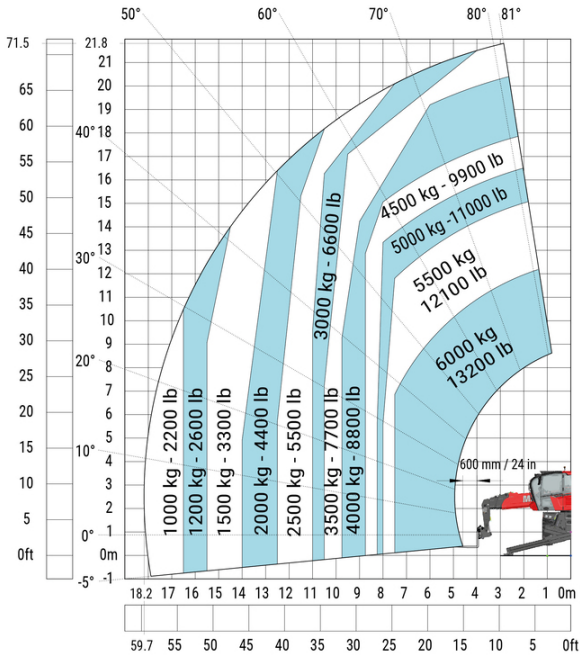 50° 60° 70° 80° 81°
71.5 21.8
21
65 20
19
60 40° 18
17
55 16
50 15
14
45 30° 13
40 12
11
35 10
30 9
20° 8
25 7
20 6
5
15 10° 4
10 3
2
5 0° 1
0ft 0m
-5° -1
1000 kg - 2200 lb
1200 kg - 2600 lb
1500 kg - 3300 lb
2000 kg - 4400 lb
2500 kg - 5500 lb
3000 kg - 6600 lb
3500 kg - 7700 lb
4000 kg - 8800 lb
4500 kg - 9900 lb
5000 kg -11000 lb
5500 kg
12100 lb
6000 kg
13200 lb
600 mm / 24 in
18.2 17 16 15 14 13 12 11 10 9 8 7 6 5 4 3 2 1 0m
59.7 55 50 45 40 35 30 25 20 15 10 5 0ft